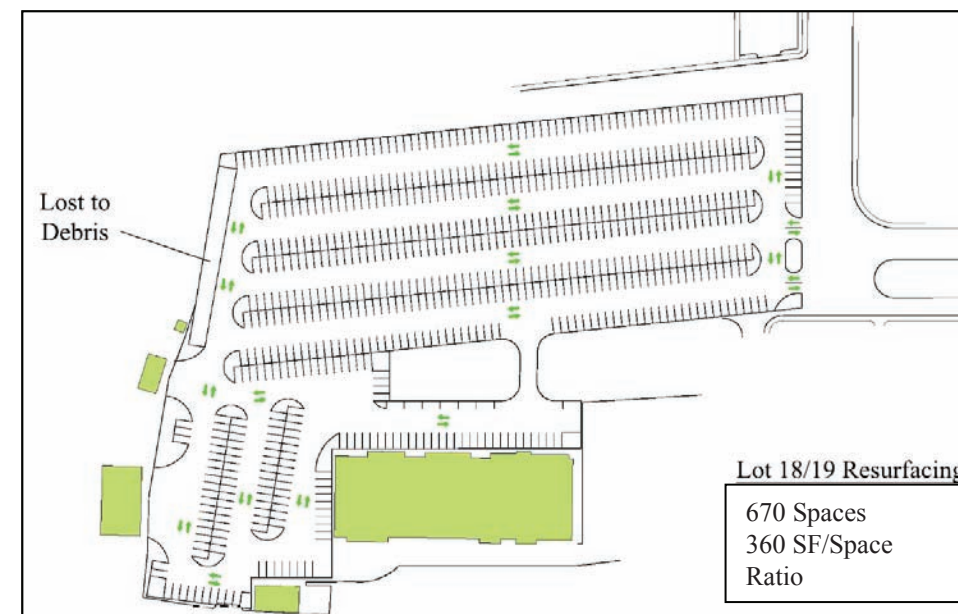 Lost to
Debris
Lot 18/19 Resurfacing
670 Spaces
360 SF/Space
Ratio